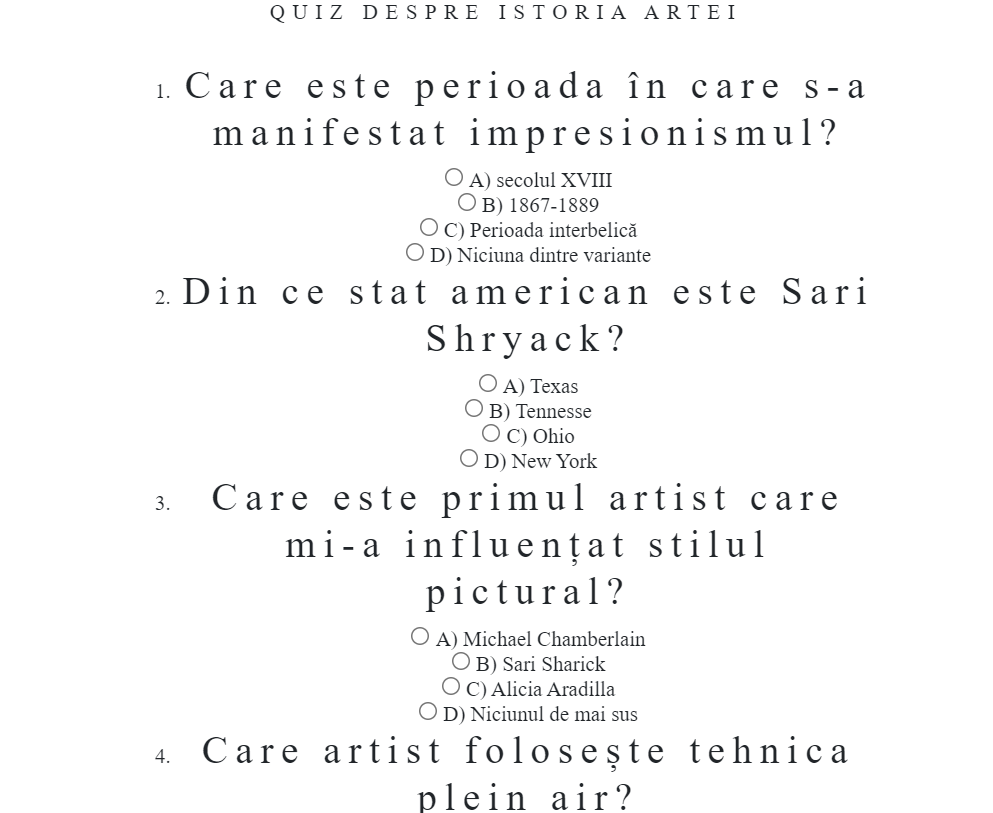 QUIZ DESPRE ISTORIA ARTEI
1. Care este perioada în care s-a
manifestat impresionismul?
A) secolul XVIII
B) 1867-1889
C) Perioada interbelică
D) Niciuna dintre variante
2. Din ce stat american este Sari
Shryack?
A) Texas
B) Tennesse
C) Ohio
D) New York
3. Care este primul artist care
mi-a influențat stilul
pictural?
A) Michael Chamberlain
B) Sari Sharick
C) Alicia Aradilla
D) Niciunul de mai sus
4. Care artist folosește tehnica
plein air?